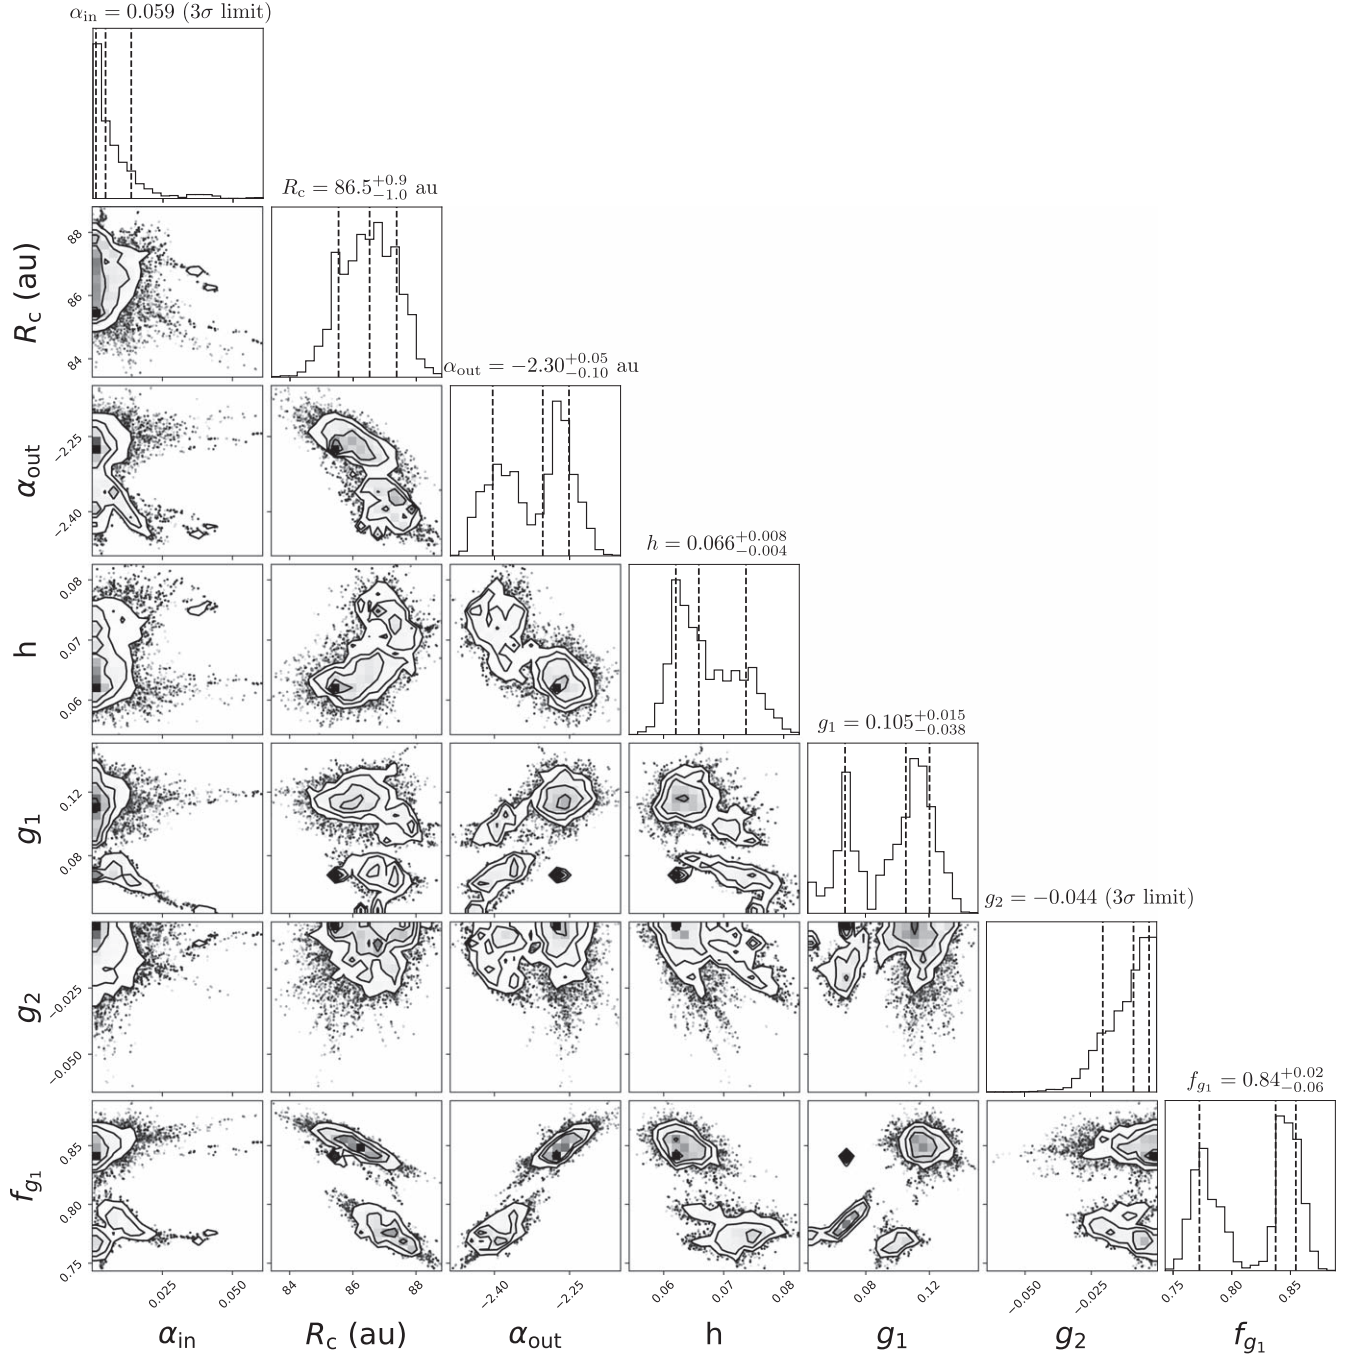 α_in = 0.059 (3σ limit)
R_c = 86.5^{+0.9}_{−1.0} au
88
86
84
R_c (au)
α_out = −2.30^{+0.05}_{−0.10} au
−2.25
−2.40
α_out
h = 0.066^{+0.008}_{−0.004}
0.08
0.07
0.06
h
g_1 = 0.105^{+0.015}_{−0.038}
0.12
0.08
g_1
g_2 = −0.044 (3σ limit)
−0.025
−0.050
g_2
f_{g_1} = 0.84^{+0.02}_{−0.06}
0.85
0.80
0.75
f_{g_1}
0.025 0.050 84 86 88 −2.40 −2.25 0.06 0.07 0.08 0.08 0.12 −0.050 −0.025 0.75 0.80 0.85
α_in R_c (au) α_out h g_1 g_2 f_{g_1}